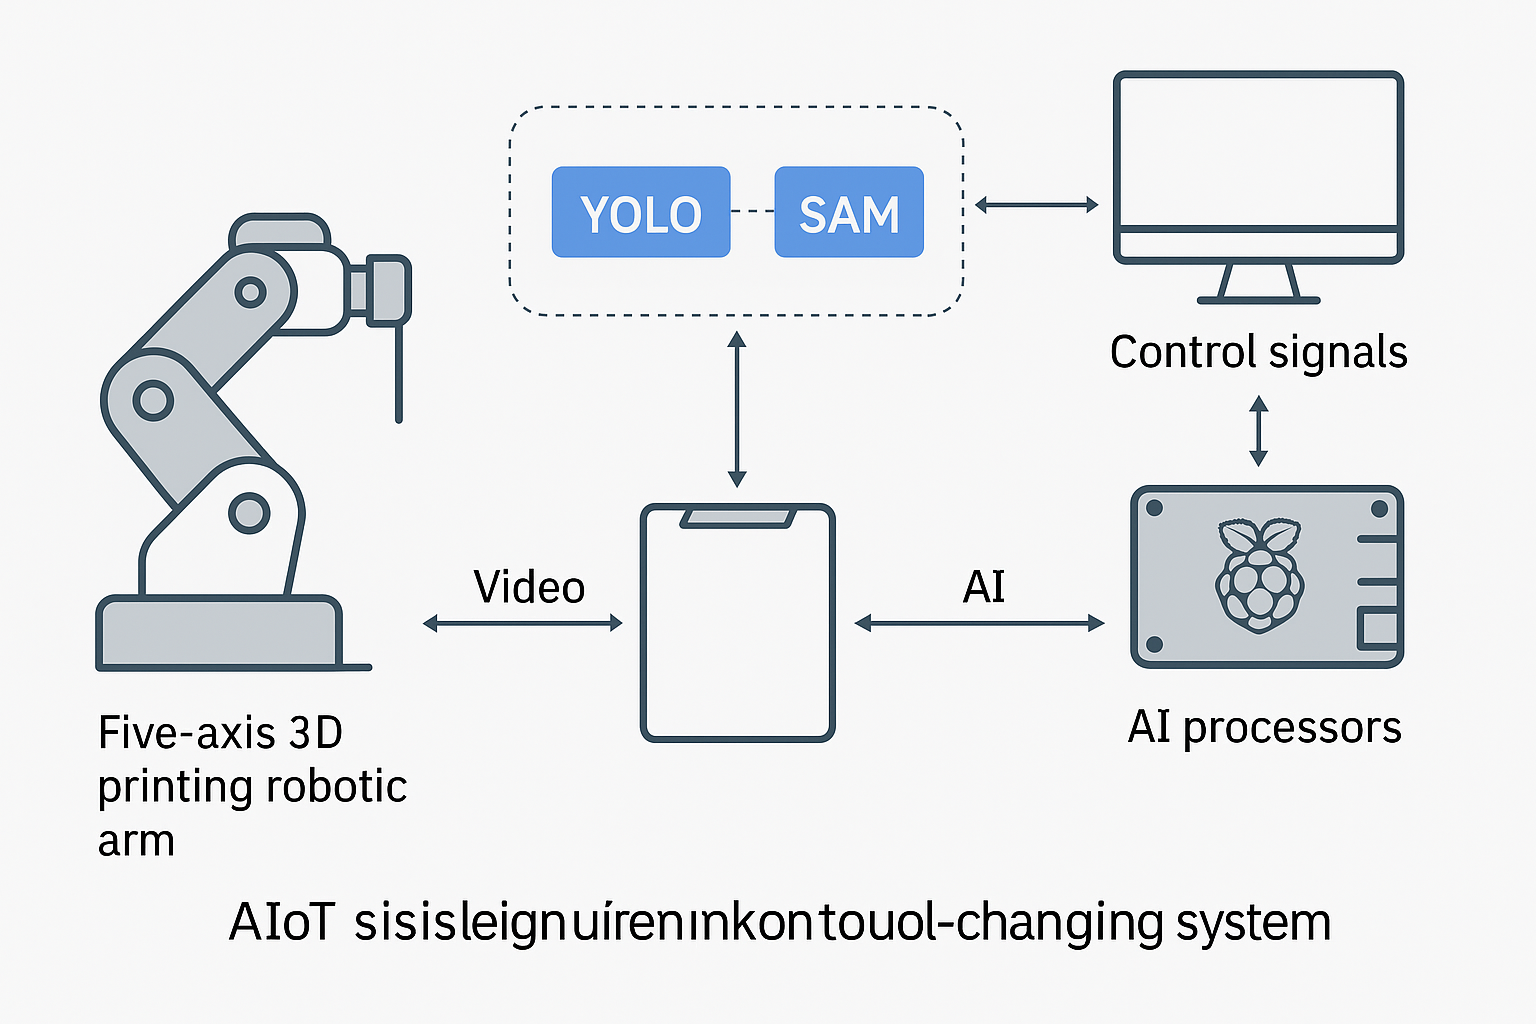 YOLO
SAM
Control signals
Video
AI
Five-axis 3D
printing robotic
arm
AI processors
AIoT sisisleignuírenınkontouol-changing system